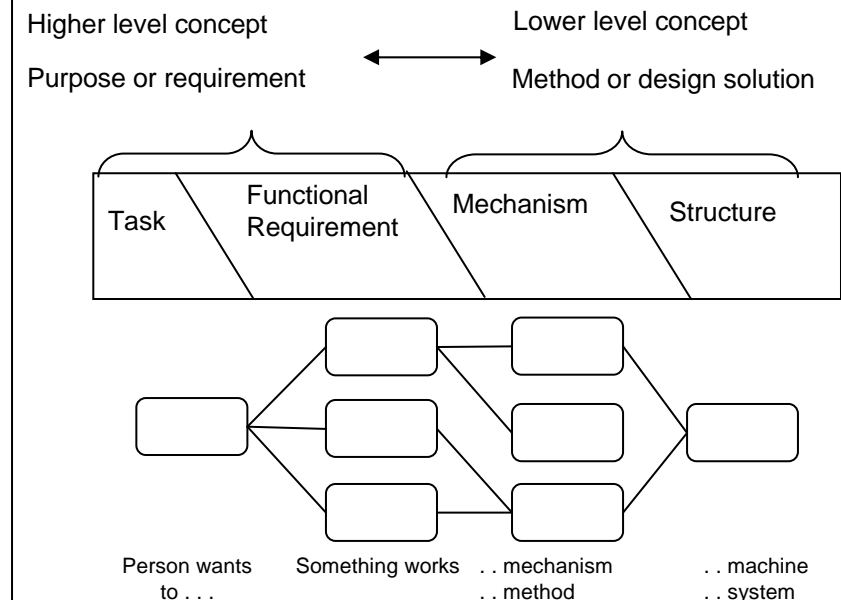 Higher level concept
Purpose or requirement
Lower level concept
Method or design solution
Task
Functional
Requirement
Mechanism
Structure
Person wants
to . . .
Something works
. . mechanism
. . method
. . machine
. . system